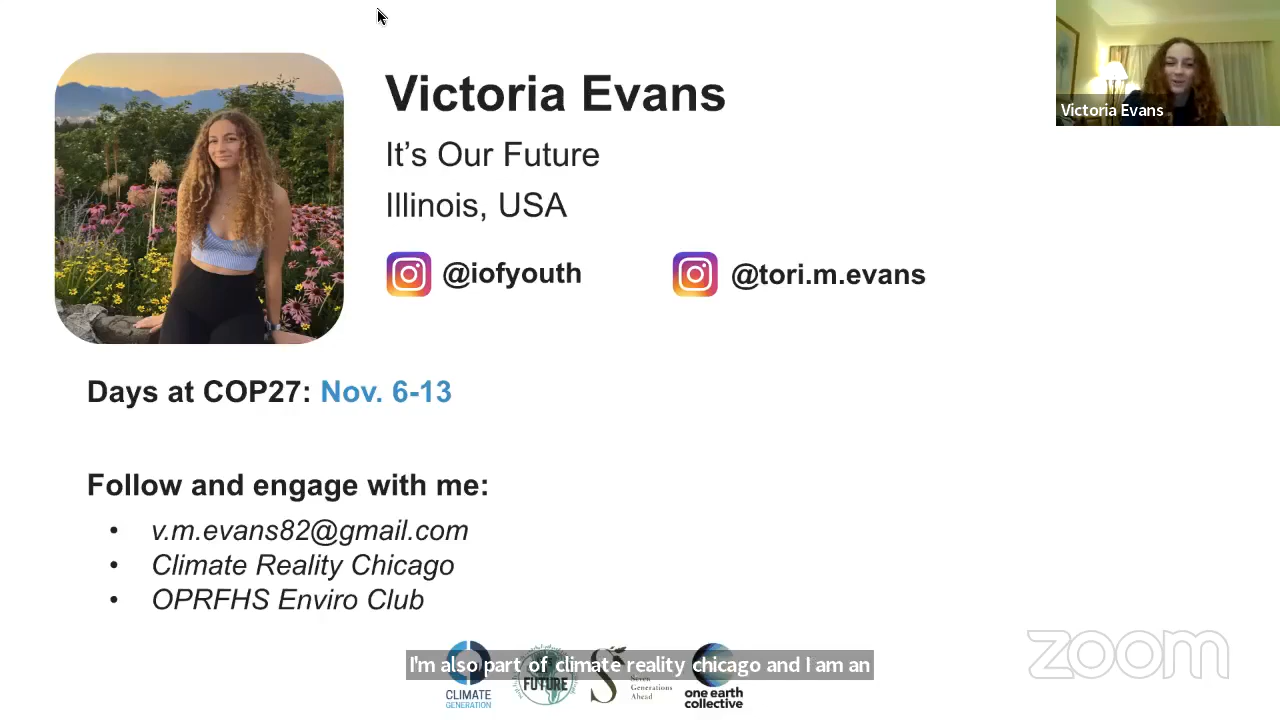 Victoria Evans
It's Our Future
Illinois, USA
@iofyouth
@tori.m.evans
Victoria Evans
Days at COP27: Nov. 6-13
Follow and engage with me:
• v.m.evans82@gmail.com
• Climate Reality Chicago
• OPRFHS Enviro Club
I'm also part of climate reality chicago and I am an
CLIMATE
GENERATION
FUTURE
S
Seven
Generations
Ahead
one earth
collective
zoom